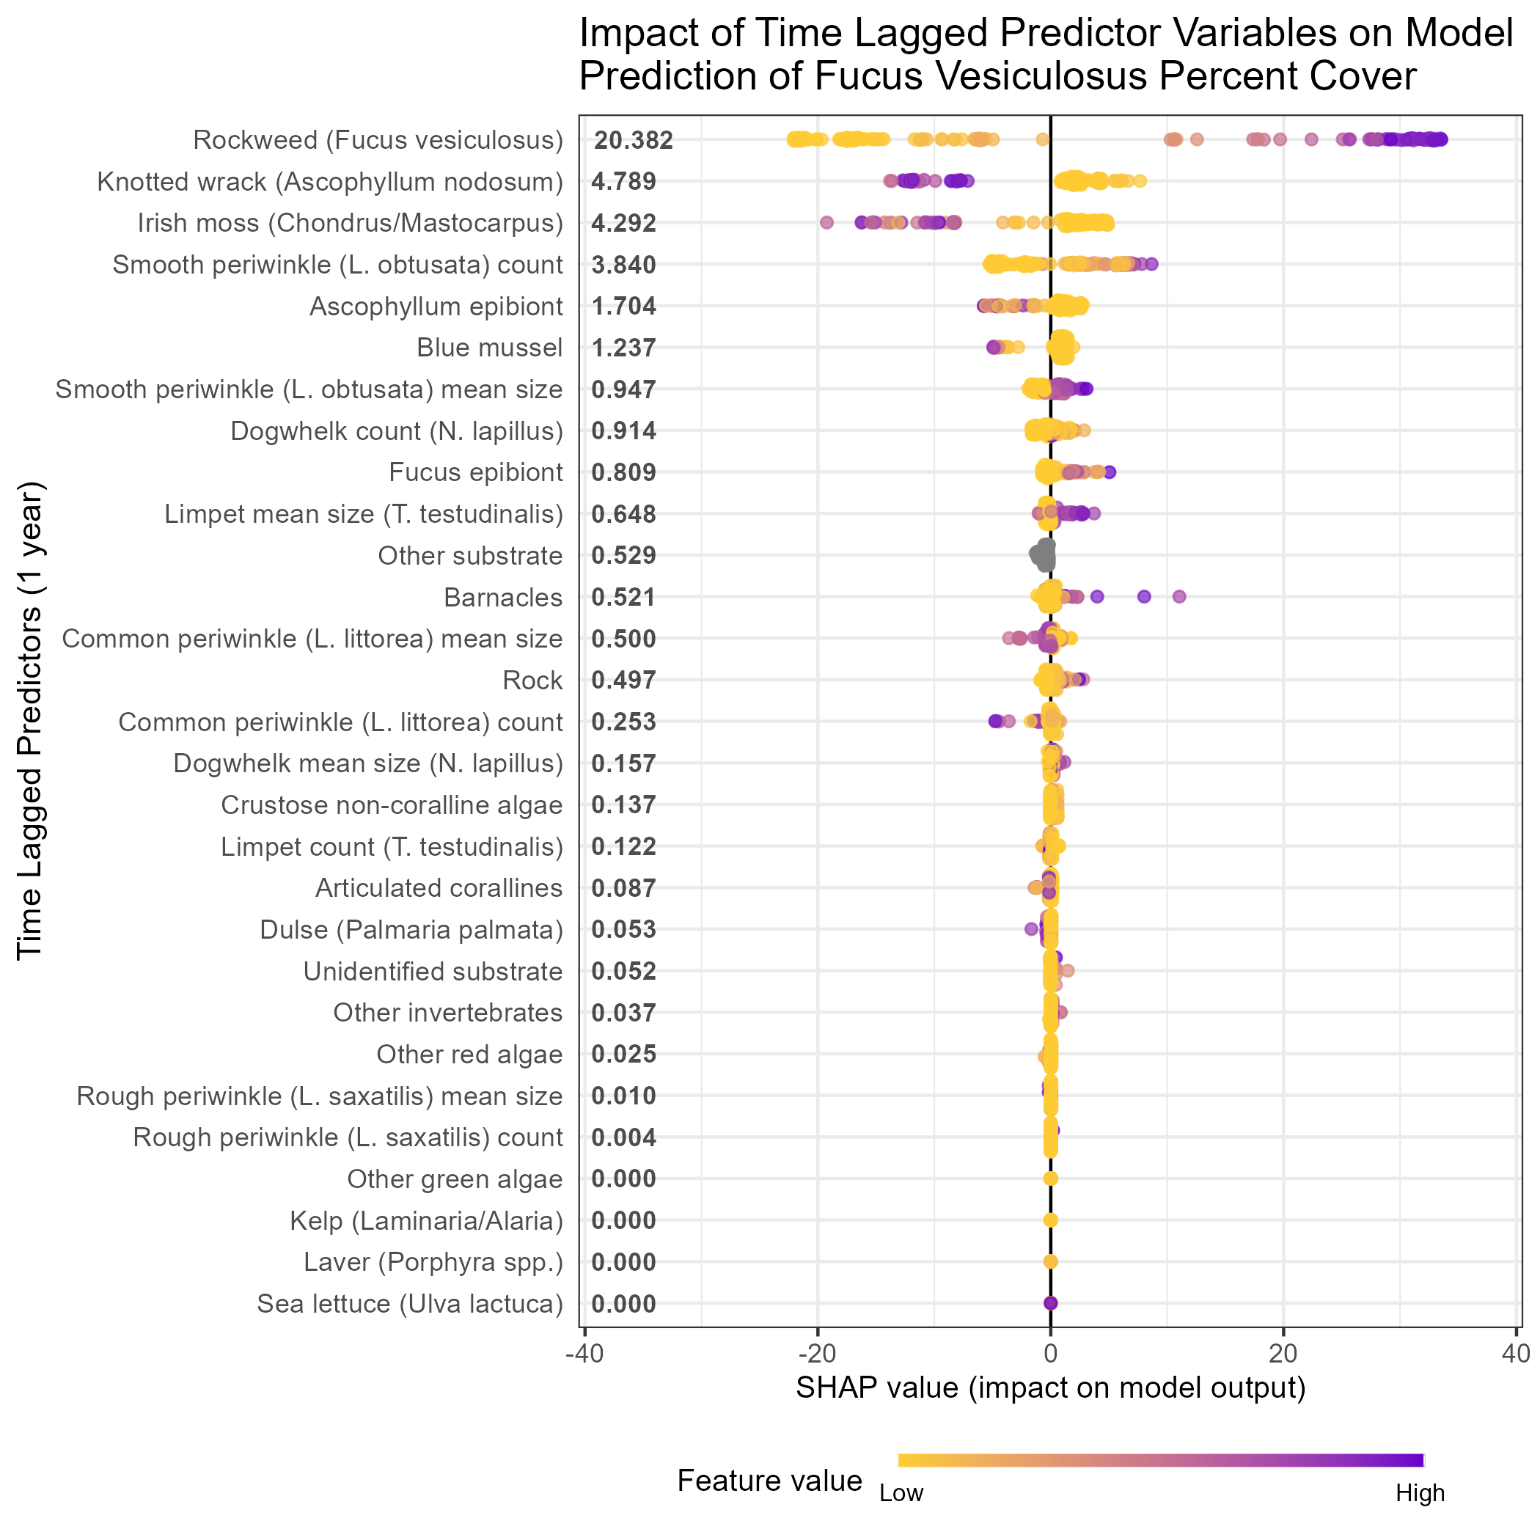 Impact of Time Lagged Predictor Variables on Model
Prediction of Fucus Vesiculosus Percent Cover
Time Lagged Predictors (1 year)
Rockweed (Fucus vesiculosus) 20.382
Knotted wrack (Ascophyllum nodosum) 4.789
Irish moss (Chondrus/Mastocarpus) 4.292
Smooth periwinkle (L. obtusata) count 3.840
Ascophyllum epibiont 1.704
Blue mussel 1.237
Smooth periwinkle (L. obtusata) mean size 0.947
Dogwhelk count (N. lapillus) 0.914
Fucus epibiont 0.809
Limpet mean size (T. testudinalis) 0.648
Other substrate 0.529
Barnacles 0.521
Common periwinkle (L. littorea) mean size 0.500
Rock 0.497
Common periwinkle (L. littorea) count 0.253
Dogwhelk mean size (N. lapillus) 0.157
Crustose non-coralline algae 0.137
Limpet count (T. testudinalis) 0.122
Articulated corallines 0.087
Dulse (Palmaria palmata) 0.053
Unidentified substrate 0.052
Other invertebrates 0.037
Other red algae 0.025
Rough periwinkle (L. saxatilis) mean size 0.010
Rough periwinkle (L. saxatilis) count 0.004
Other green algae 0.000
Kelp (Laminaria/Alaria) 0.000
Laver (Porphyra spp.) 0.000
Sea lettuce (Ulva lactuca) 0.000
-40 -20 0 20 40
SHAP value (impact on model output)
Feature value
Low High